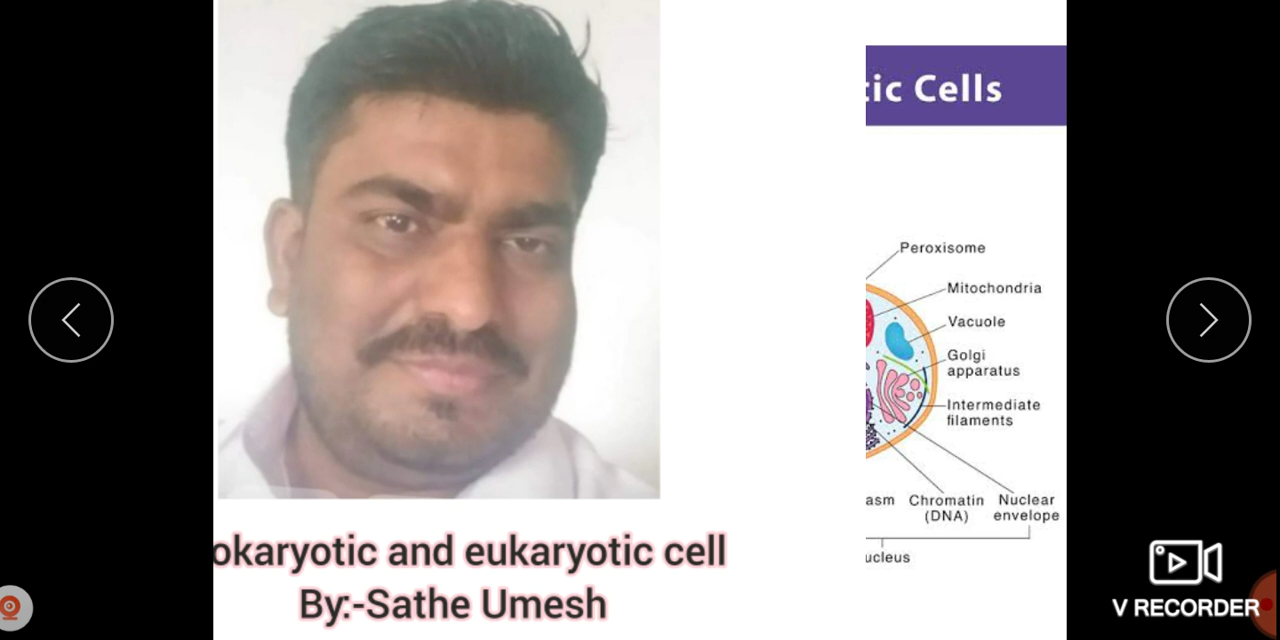 tic Cells
Peroxisome
Mitochondria
Vacuole
Golgi
apparatus
Intermediate
filaments
asm
Chromatin
(DNA)
Nuclear
envelope
ucleus
okaryotic and eukaryotic cell
By:-Sathe Umesh
V RECORDER